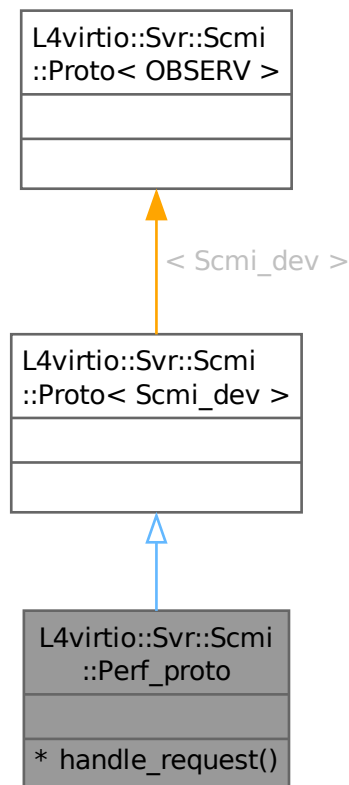 L4virtio::Svr::Scmi
::Proto< OBSERV >
< Scmi_dev >
L4virtio::Svr::Scmi
::Proto< Scmi_dev >
L4virtio::Svr::Scmi
::Perf_proto
* handle_request()